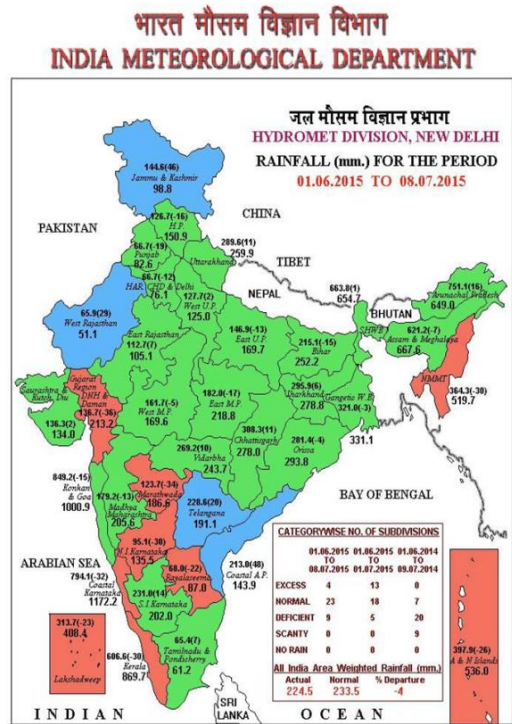 भारत मौसम विज्ञान विभाग
INDIA METEOROLOGICAL DEPARTMENT
जल मौसम विज्ञान प्रभाग
HYDROMET DIVISION, NEW DELHI
RAINFALL (mm.) FOR THE PERIOD
01.06.2015 TO 08.07.2015
144.6(46)
Jammu & Kashmir
98.8
PAKISTAN
CHINA
TIBET
NEPAL
BHUTAN
126.7(-16)
H.P.
150.9
66.7(-19)
Punjab
82.6
289.6(11)
Uttarakhand
259.9
66.7(-12)
HAR. CHD & Delhi
76.1
127.7(2)
West U.P.
125.0
65.9(29)
West Rajasthan
51.1
East Rajasthan
112.7(7)
105.1
146.9(-13)
East U.P.
169.7
663.8(1)
654.7
SHWB
751.1(16)
Arunachal Pradesh
649.0
621.2(-7)
Assam & Meghalaya
667.6
NMMT
364.3(-30)
519.7
215.1(-15)
Bihar
252.2
295.9(6)
Jharkhand
278.8
Gangetic W.B.
321.0(-3)
331.1
Gujarat
Region
DNH &
Daman
136.7(-36)
213.2
Saurashtra &
Kutch, Diu
136.3(2)
134.0
161.7(-5)
West M.P.
169.6
182.0(-17)
East M.P.
218.8
308.3(11)
Chhattisgarh
278.0
281.4(-4)
Orissa
293.8
269.2(10)
Vidarbha
243.7
849.2(-15)
Konkan
& Goa
1000.9
179.2(-13)
Madhya
Maharashtra
205.6
123.7(-34)
Marathwada
186.6
228.6(20)
Telangana
191.1
BAY OF BENGAL
ARABIAN SEA
95.1(-30)
N.I.Karnataka
135.5
68.0(-22)
Rayalaseema
87.0
213.0(48)
Coastal A.P.
143.9
794.1(-32)
Coastal
Karnataka
1172.2
231.0(14)
S.I.Karnataka
202.0
65.4(7)
Tamilnadu &
Pondicherry
61.2
606.6(-30)
Kerala
869.7
313.7(-23)
408.4
Lakshadweep
397.9(-26)
A & N Islands
536.0
SRI
LANKA
INDIAN OCEAN
CATEGORYWISE NO. OF SUBDIVISIONS
01.06.2015 01.06.2015 01.06.2014
TO TO TO
08.07.2015 01.07.2015 09.07.2014
EXCESS 4 13 0
NORMAL 23 18 7
DEFICIENT 9 5 20
SCANTY 0 0 9
NO RAIN 0 0 0
All India Area Weighted Rainfall (mm.)
Actual Normal % Departure
224.5 233.5 -4